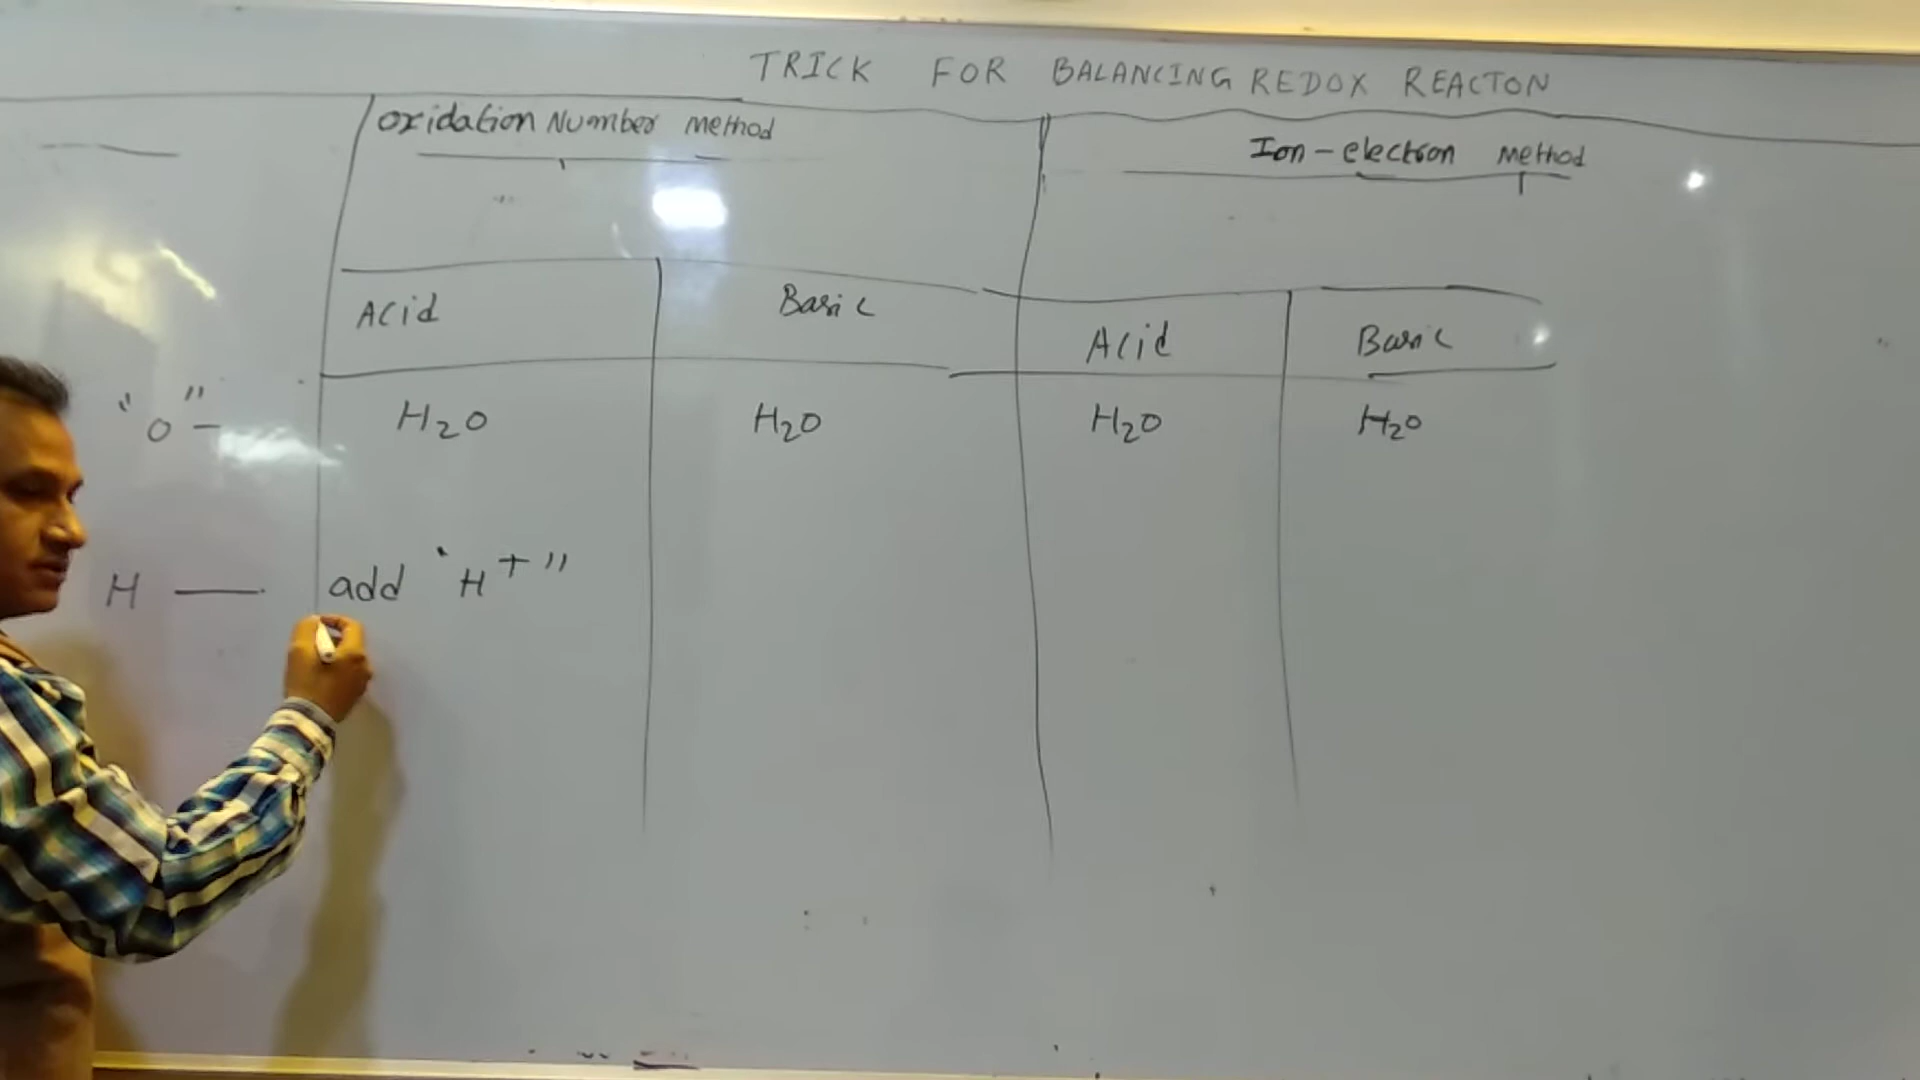 TRICK FOR BALANCING REDOX REACTON
oxidation Number Method
Ion-electron Method
Acid Basic
Acid Basic
"O" - H2O H2O H2O H2O
H — add "H+"